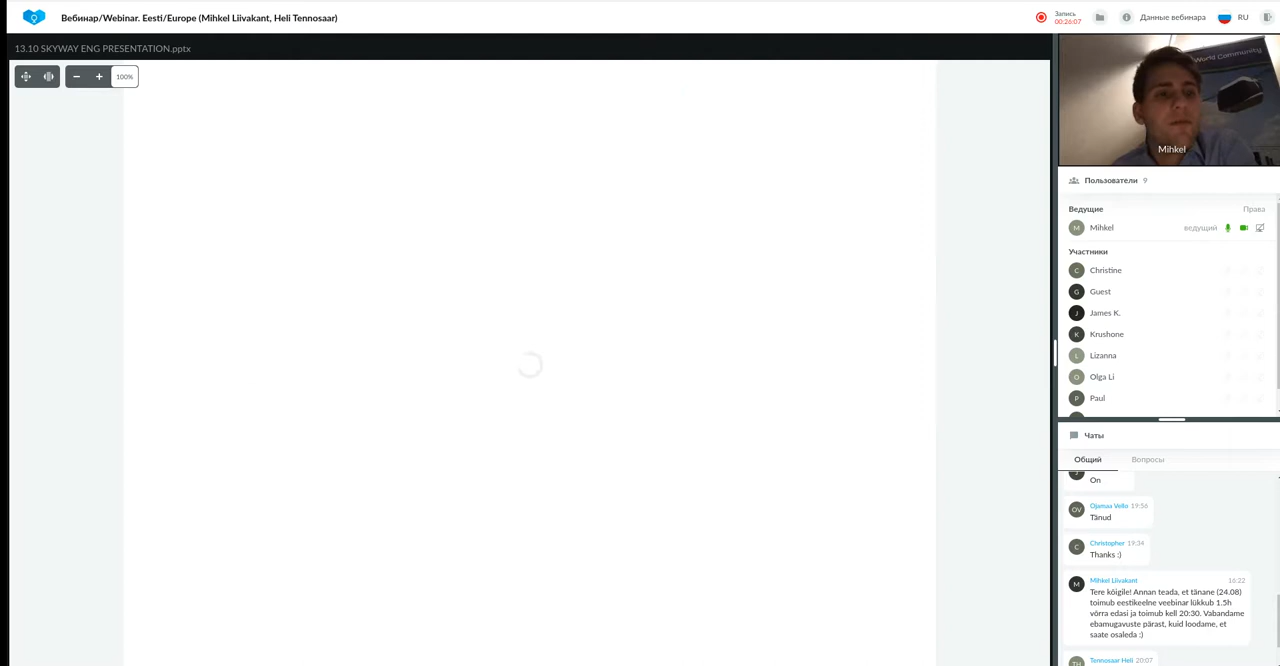 Вебинар/Webinar. Eesti/Europe (Mihkel Liivakant, Heli Tennosaar)
Запись
00:26:07
Данные вебинара
RU
13.10 SKYWAY ENG PRESENTATION.pptx
100%
World Community
Mihkel
Пользователи 9
Ведущие Права
M Mihkel ведущий
Участники
C Christine
G Guest
J James K.
K Krushone
L Lizanna
O Olga Li
P Paul
Чаты
Общий Вопросы
On
OV Ojamaa Vello 19:56
Tänud
C Christopher 19:34
Thanks :)
M Mihkel Liivakant 16:22
Tere kõigile! Annan teada, et tänane (24.08)
toimub eestikeelne veebinar lükkub 1.5h
võrra edasi ja toimub kell 20:30. Vabandame
ebamugavuste pärast, kuid loodame, et
saate osaleda :)
TH Tennosaar Heli 20:07